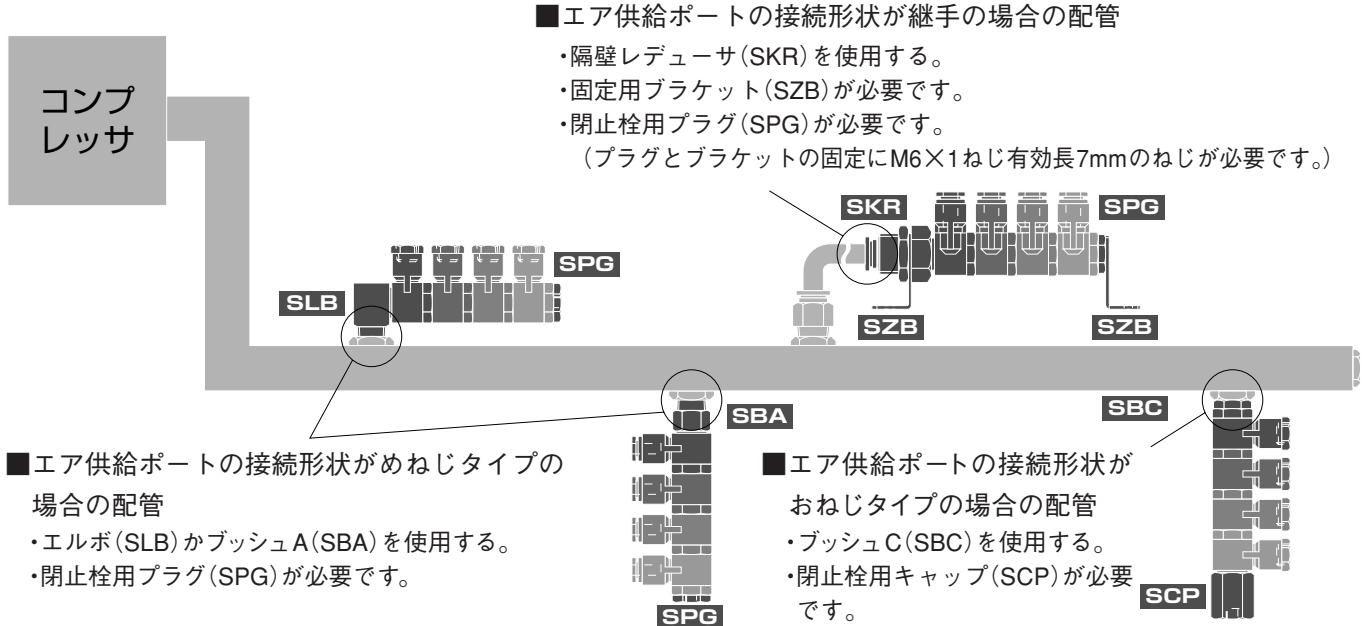 ■エア供給ポートの接続形状が継手の場合の配管
・隔壁レデューサ(SKR)を使用する。
・固定用ブラケット(SZB)が必要です。
・閉止栓用プラグ(SPG)が必要です。
(プラグとブラケットの固定にM6×1ねじ有効長7mmのねじが必要です。)
コンプ
レッサ
SKR
SPG
SPG
SLB
SZB
SZB
SBA
SBC
■エア供給ポートの接続形状がめねじタイプの
場合の配管
・エルボ(SLB)かブッシュA(SBA)を使用する。
・閉止栓用プラグ(SPG)が必要です。
SPG
■エア供給ポートの接続形状が
おねじタイプの場合の配管
・ブッシュC(SBC)を使用する。
・閉止栓用キャップ(SCP)が必要
です。
SCP